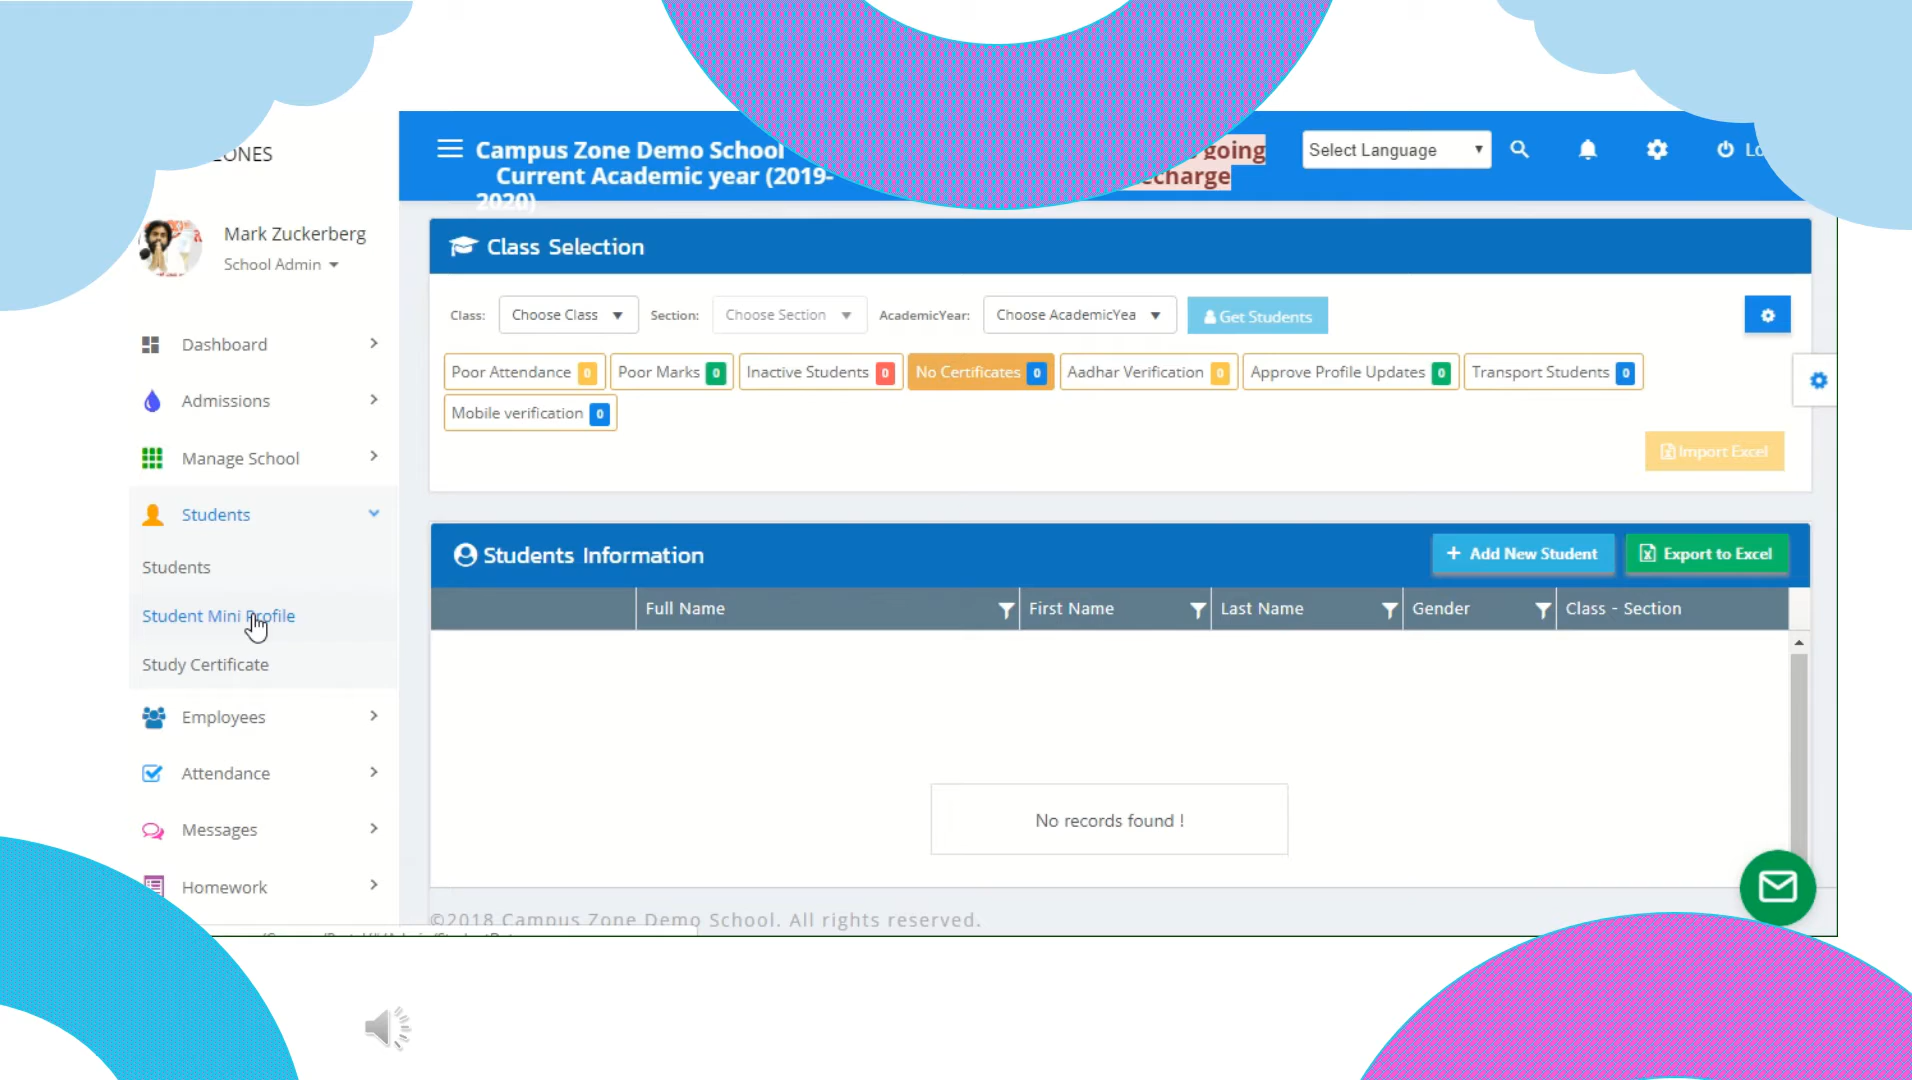 ONES
Campus Zone Demo School
Current Academic year (2019-
2020)
going
echarge
Select Language
Mark Zuckerberg
School Admin
Dashboard
Admissions
Manage School
Students
Students
Student Mini Profile
Study Certificate
Employees
Attendance
Messages
Homework
Class Selection
Class: Choose Class Section: Choose Section AcademicYear: Choose AcademicYea Get Students
Poor Attendance 0 Poor Marks 0 Inactive Students 0 No Certificates 0 Aadhar Verification 0 Approve Profile Updates 0 Transport Students 0
Mobile verification 0
Import Excel
Students Information
+ Add New Student Export to Excel
Full Name First Name Last Name Gender Class - Section
No records found !
©2018 Campus Zone Demo School. All rights reserved.